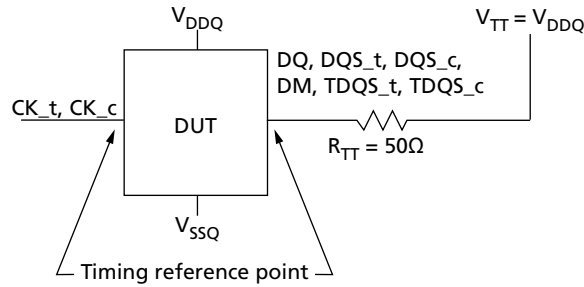 V_DDQ
V_TT = V_DDQ
DQ, DQS_t, DQS_c,
DM, TDQS_t, TDQS_c
CK_t, CK_c
DUT
R_TT = 50Ω
V_SSQ
Timing reference point